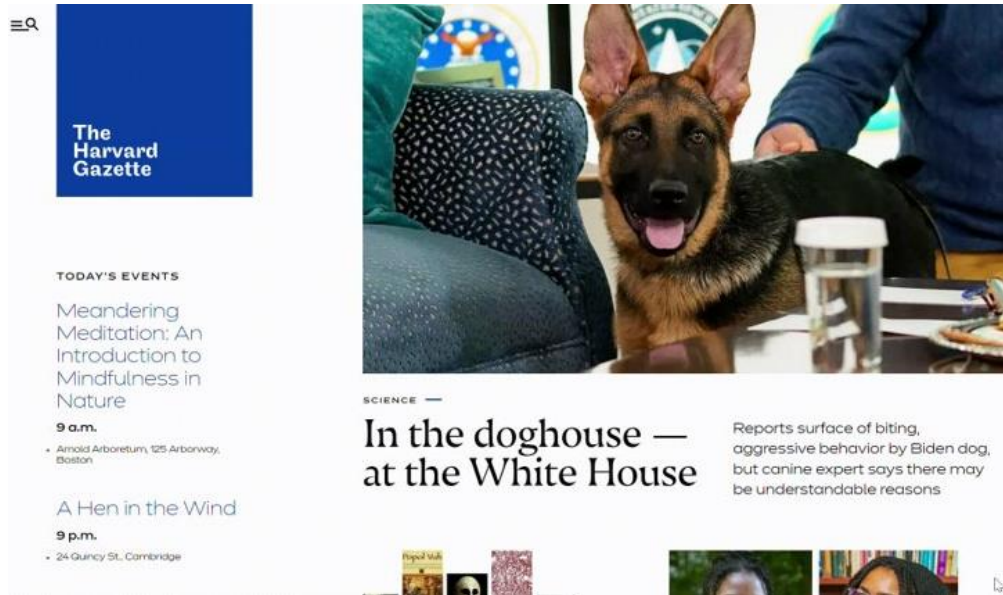 The
Harvard
Gazette
TODAY'S EVENTS
Meandering
Meditation: An
Introduction to
Mindfulness in
Nature
9 a.m.
Arnold Arboretum, 125 Arborway,
Boston
A Hen in the Wind
9 p.m.
24 Quincy St., Cambridge
SCIENCE
In the doghouse —
at the White House
Reports surface of biting,
aggressive behavior by Biden dog,
but canine expert says there may
be understandable reasons
Popol Vuh